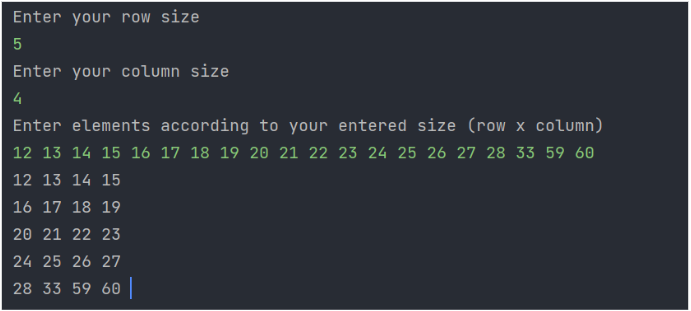 Enter your row size
5
Enter your column size
4
Enter elements according to your entered size (row x column)
12 13 14 15 16 17 18 19 20 21 22 23 24 25 26 27 28 33 59 60
12 13 14 15
16 17 18 19
20 21 22 23
24 25 26 27
28 33 59 60